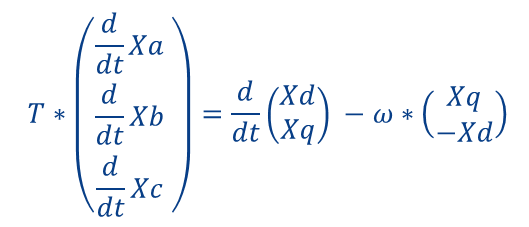 T * ( d/dt Xa
d/dt Xb
d/dt Xc ) = d/dt ( Xd
Xq ) − ω * ( Xq
−Xd )